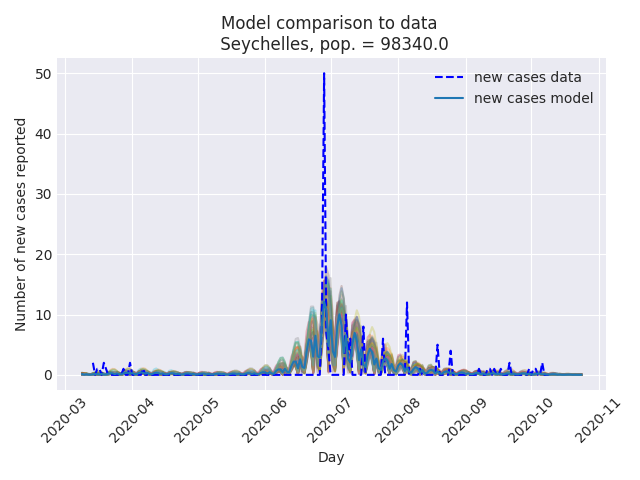 Model comparison to data
Seychelles, pop. = 98340.0
new cases data
new cases model
Number of new cases reported
50
40
30
20
10
0
2020-03
2020-04
2020-05
2020-06
2020-07
2020-08
2020-09
2020-10
2020-11
Day